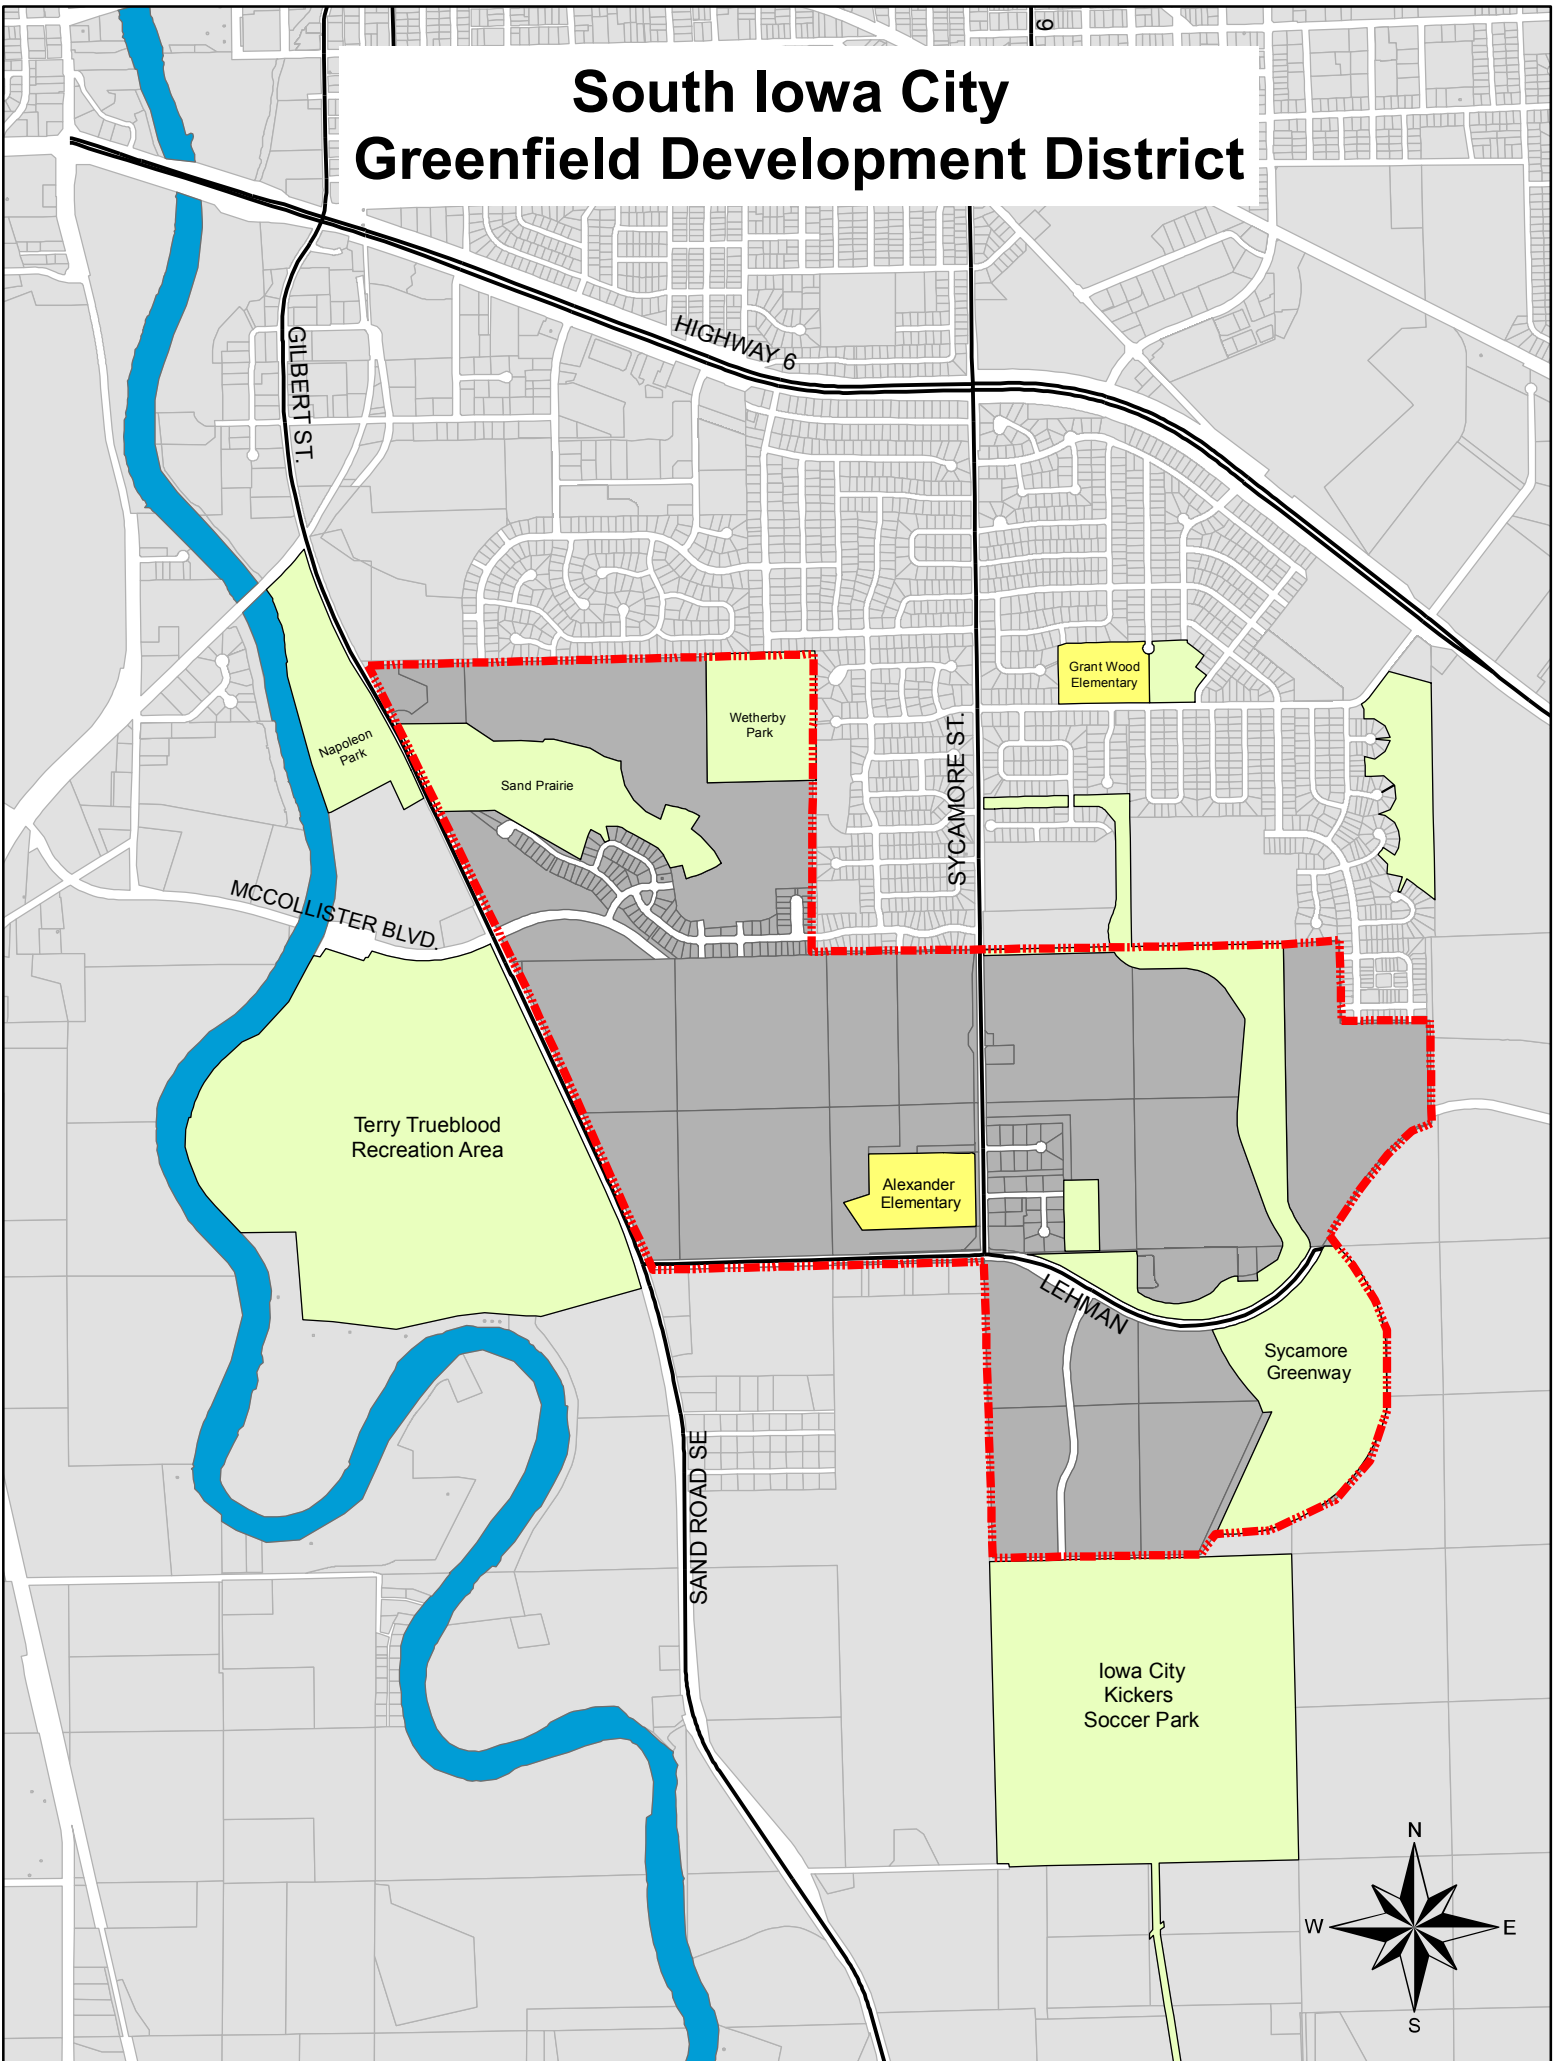 South Iowa City
Greenfield Development District
6
HIGHWAY 6
GILBERT ST.
Grant Wood
Elementary
Napoleon
Park
Wetherby
Park
Sand Prairie
SYCAMORE ST.
MCCOLLISTER BLVD.
Terry Trueblood
Recreation Area
Alexander
Elementary
LEHMAN
Sycamore
Greenway
SAND ROAD SE
Iowa City
Kickers
Soccer Park
N
W
E
S